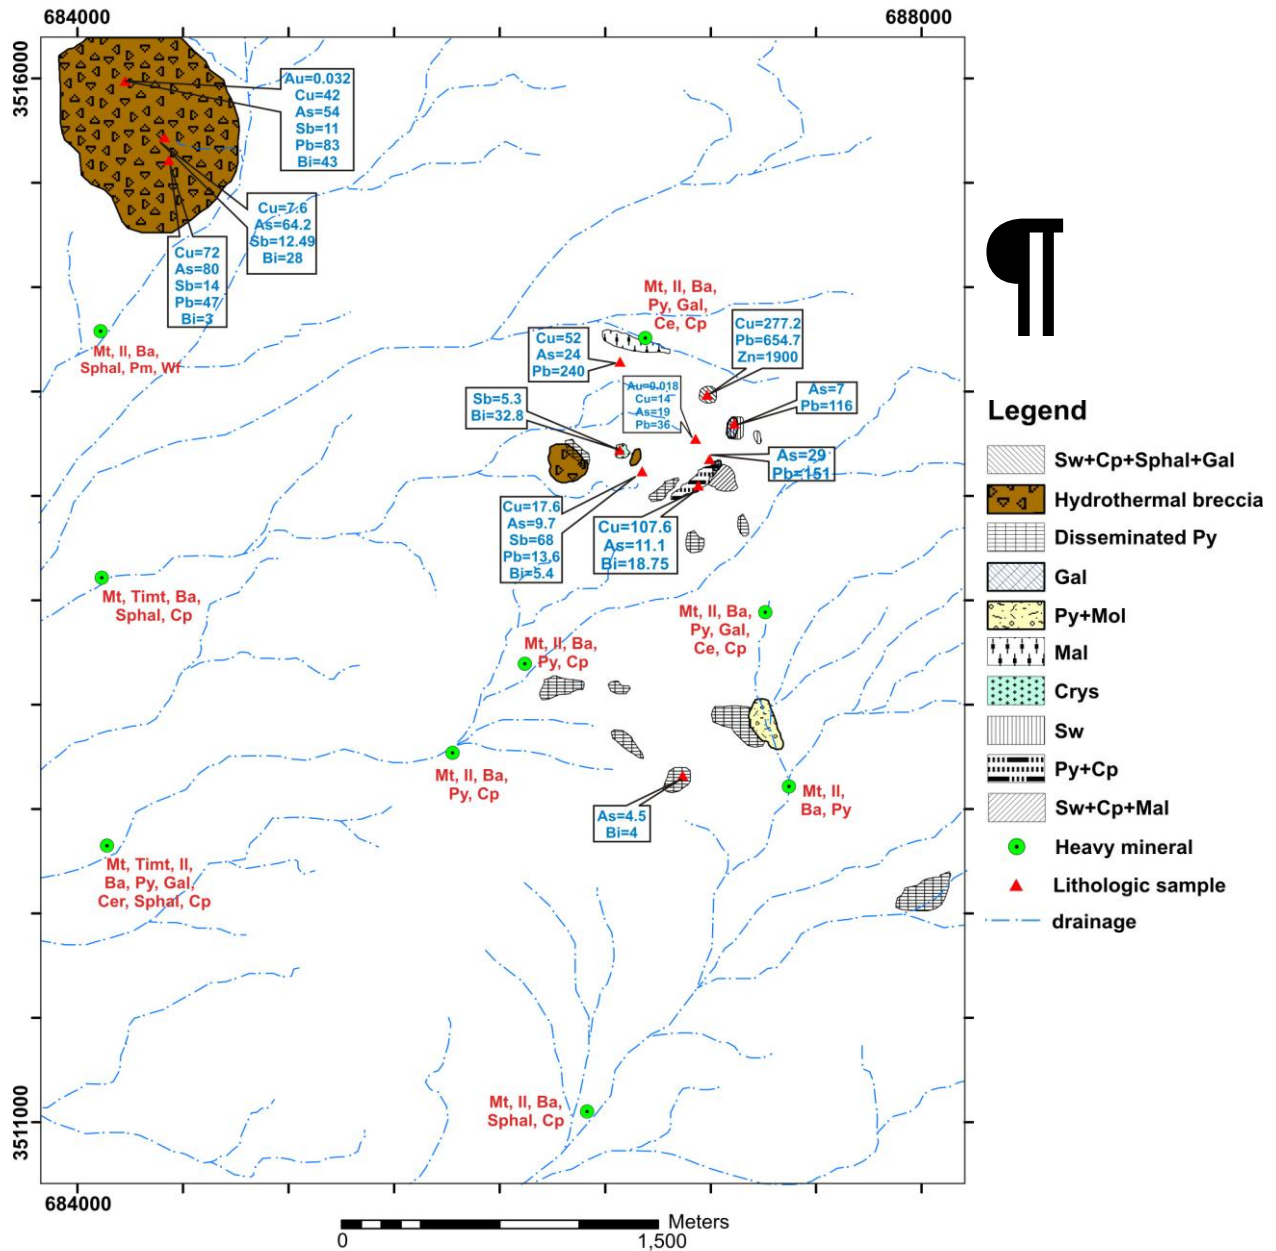 684000
688000
3516000
Au=0.032
Cu=42
As=54
Sb=11
Pb=83
Bi=43
Cu=7.6
As=64.2
Sb=12.49
Bi=28
Cu=72
As=80
Sb=14
Pb=47
Bi=3
Mt, Il, Ba,
Sphal, Pm, Wf
Mt, Il, Ba,
Py, Gal,
Ce, Cp
Cu=52
As=24
Pb=240
Cu=277.2
Pb=654.7
Zn=1900
Au=0.018
Cu=14
As=19
Pb=36
As=7
Pb=116
Sb=5.3
Bi=32.8
As=29
Pb=151
Cu=17.6
As=9.7
Sb=68
Pb=13.6
Bi=5.4
Cu=107.6
As=11.1
Bi=18.75
Mt, Timt, Ba,
Sphal, Cp
Mt, Il, Ba,
Py, Cp
Mt, Il, Ba,
Py, Gal,
Ce, Cp
Mt, Il, Ba,
Py, Cp
Mt, Il,
Ba, Py
As=4.5
Bi=4
Mt, Timt, Il,
Ba, Py, Gal,
Cer, Sphal, Cp
Mt, Il, Ba,
Sphal, Cp
3511000
684000
Meters
0
1,500
¶
Legend
Sw+Cp+Sphal+Gal
Hydrothermal breccia
Disseminated Py
Gal
Py+Mol
Mal
Crys
Sw
Py+Cp
Sw+Cp+Mal
Heavy mineral
Lithologic sample
drainage